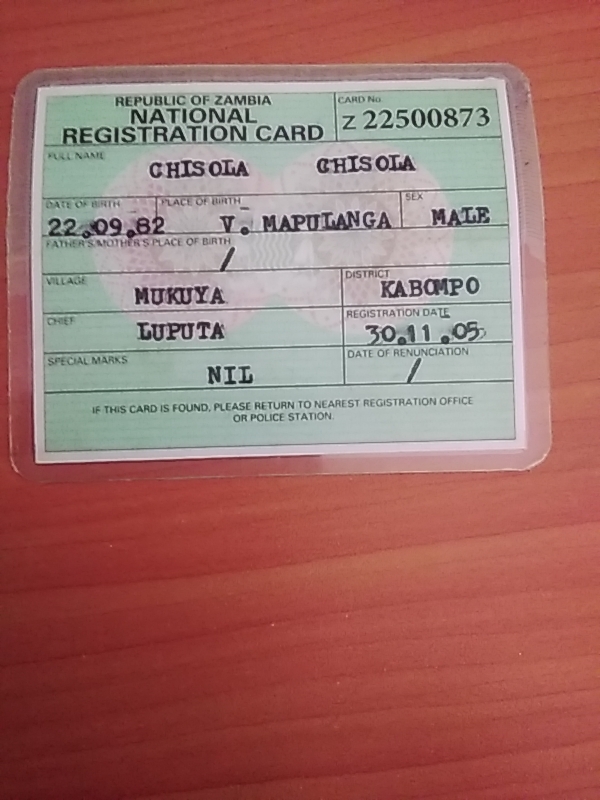 REPUBLIC OF ZAMBIA
NATIONAL
REGISTRATION CARD
CARD No.
Z 22500873
FULL NAME
CHISOLA CHISOLA
DATE OF BIRTH PLACE OF BIRTH SEX
22.09.82 V. MAPULANGA MALE
FATHER'S/MOTHER'S PLACE OF BIRTH
/
VILLAGE DISTRICT
MUKUYA KABOMPO
CHIEF REGISTRATION DATE
LUPUTA 30.11.05
SPECIAL MARKS DATE OF RENUNCIATION
NIL /
IF THIS CARD IS FOUND, PLEASE RETURN TO NEAREST REGISTRATION OFFICE
OR POLICE STATION.